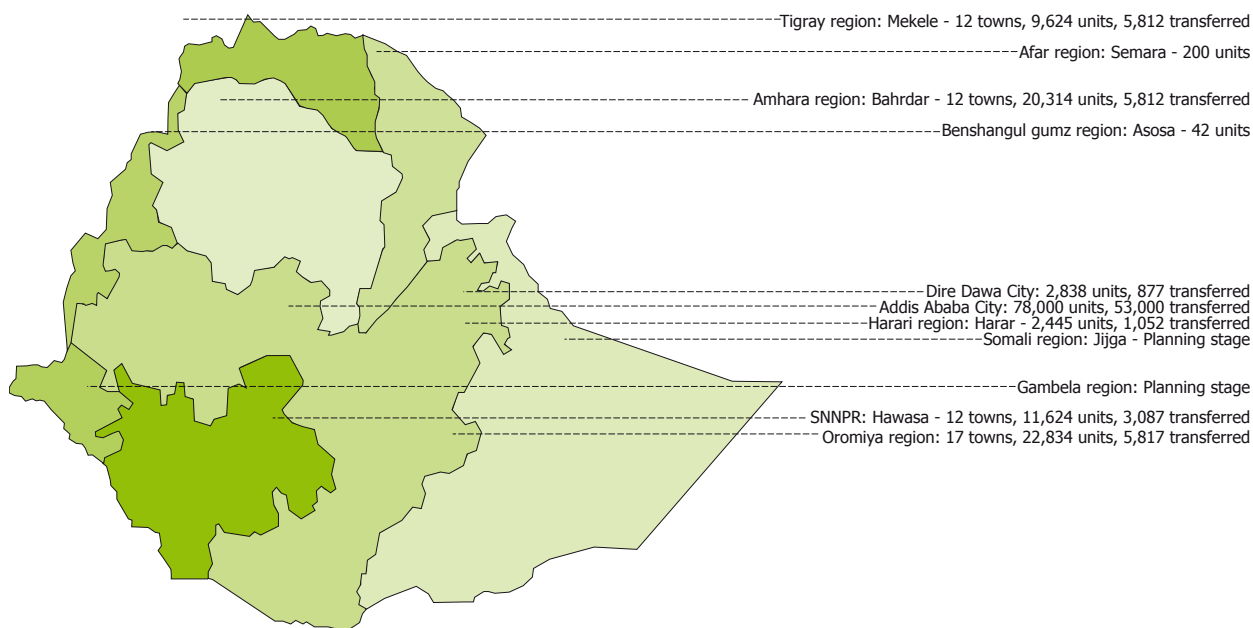 Tigray region: Mekele - 12 towns, 9,624 units, 5,812 transferred
Afar region: Semara - 200 units
Amhara region: Bahrdar - 12 towns, 20,314 units, 5,812 transferred
Benshangul gumz region: Asosa - 42 units
Dire Dawa City: 2,838 units, 877 transferred
Addis Ababa City: 78,000 units, 53,000 transferred
Harari region: Harar - 2,445 units, 1,052 transferred
Somali region: Jijga - Planning stage
Gambela region: Planning stage
SNNPR: Hawasa - 12 towns, 11,624 units, 3,087 transferred
Oromiya region: 17 towns, 22,834 units, 5,817 transferred